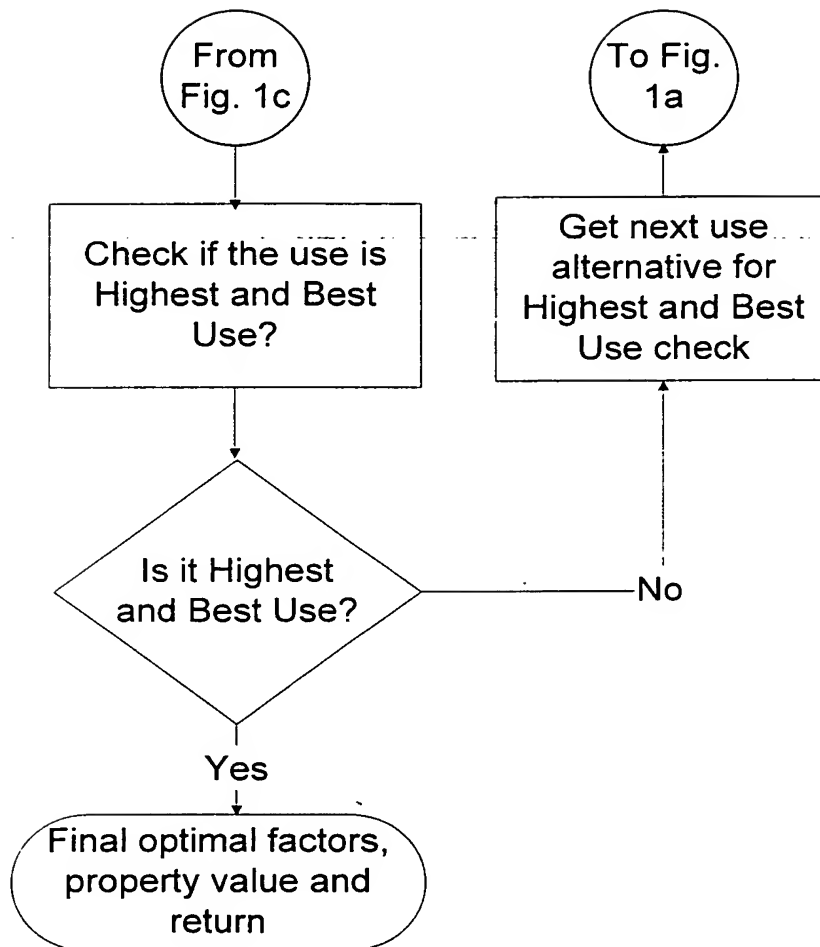 From
Fig. 1c
To Fig.
1a
Check if the use is
Highest and Best
Use?
Get next use
alternative for
Highest and Best
Use check
Is it Highest
and Best Use?
No
Yes
Final optimal factors,
property value and
return